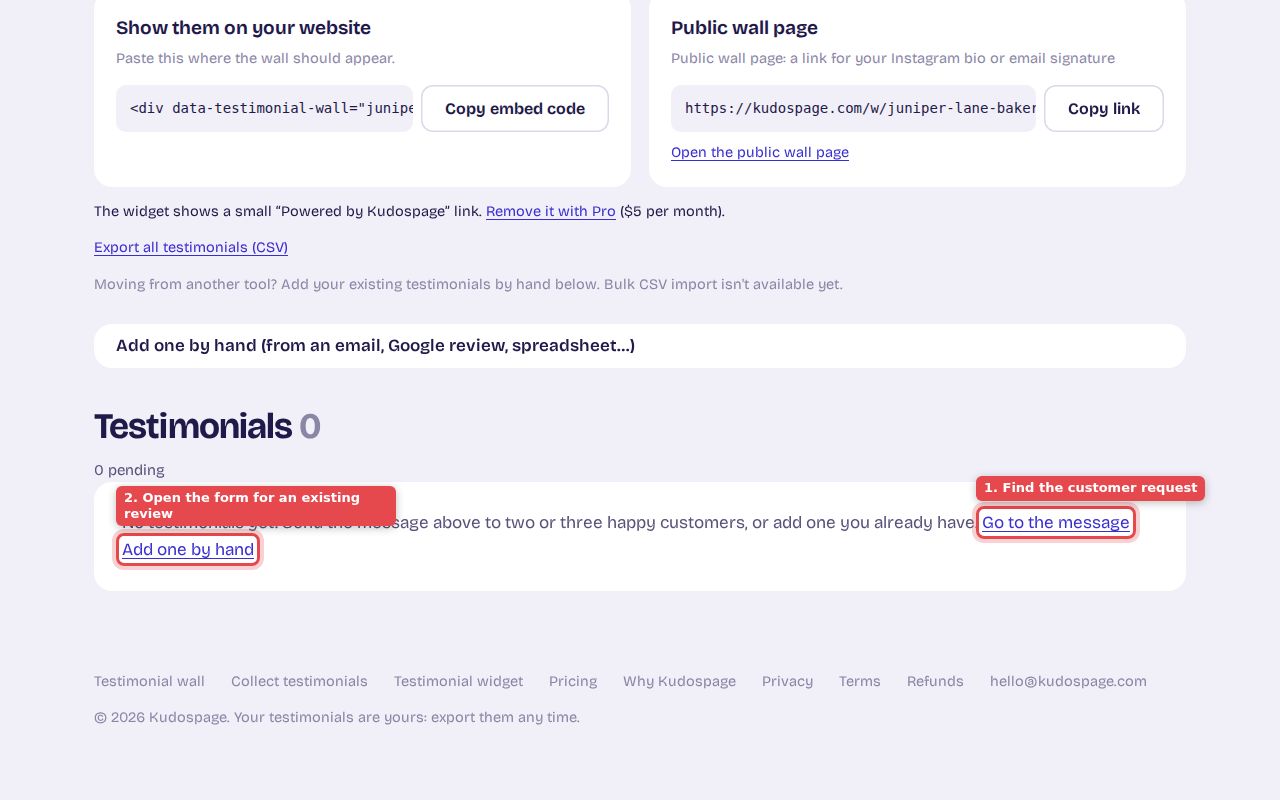 Show them on your website
Paste this where the wall should appear.
<div data-testimonial-wall="junipe
Copy embed code
Public wall page
Public wall page: a link for your Instagram bio or email signature
https://kudospage.com/w/juniper-lane-baker
Copy link
Open the public wall page
The widget shows a small “Powered by Kudospage” link. Remove it with Pro ($5 per month).
Export all testimonials (CSV)
Moving from another tool? Add your existing testimonials by hand below. Bulk CSV import isn't available yet.
Add one by hand (from an email, Google review, spreadsheet...)
Testimonials 0
0 pending
2. Open the form for an existing
review
1. Find the customer request
No testimonials yet. Send the message above to two or three happy customers, or add one you already have. Go to the message
Add one by hand
Testimonial wall Collect testimonials Testimonial widget Pricing Why Kudospage Privacy Terms Refunds hello@kudospage.com
© 2026 Kudospage. Your testimonials are yours: export them any time.